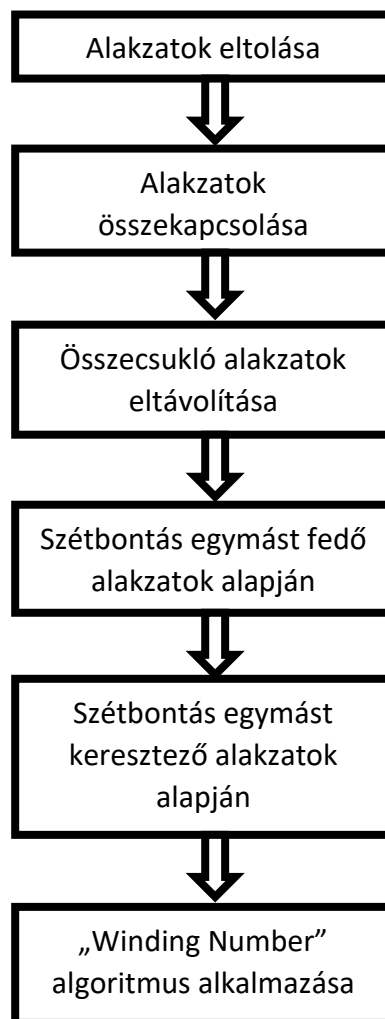 Alakzatok eltolása
Alakzatok
összekapcsolása
Összecsukló alakzatok
eltávolítása
Szétbontás egymást fedő
alakzatok alapján
Szétbontás egymást
keresztező alakzatok
alapján
„Winding Number”
algoritmus alkalmazása